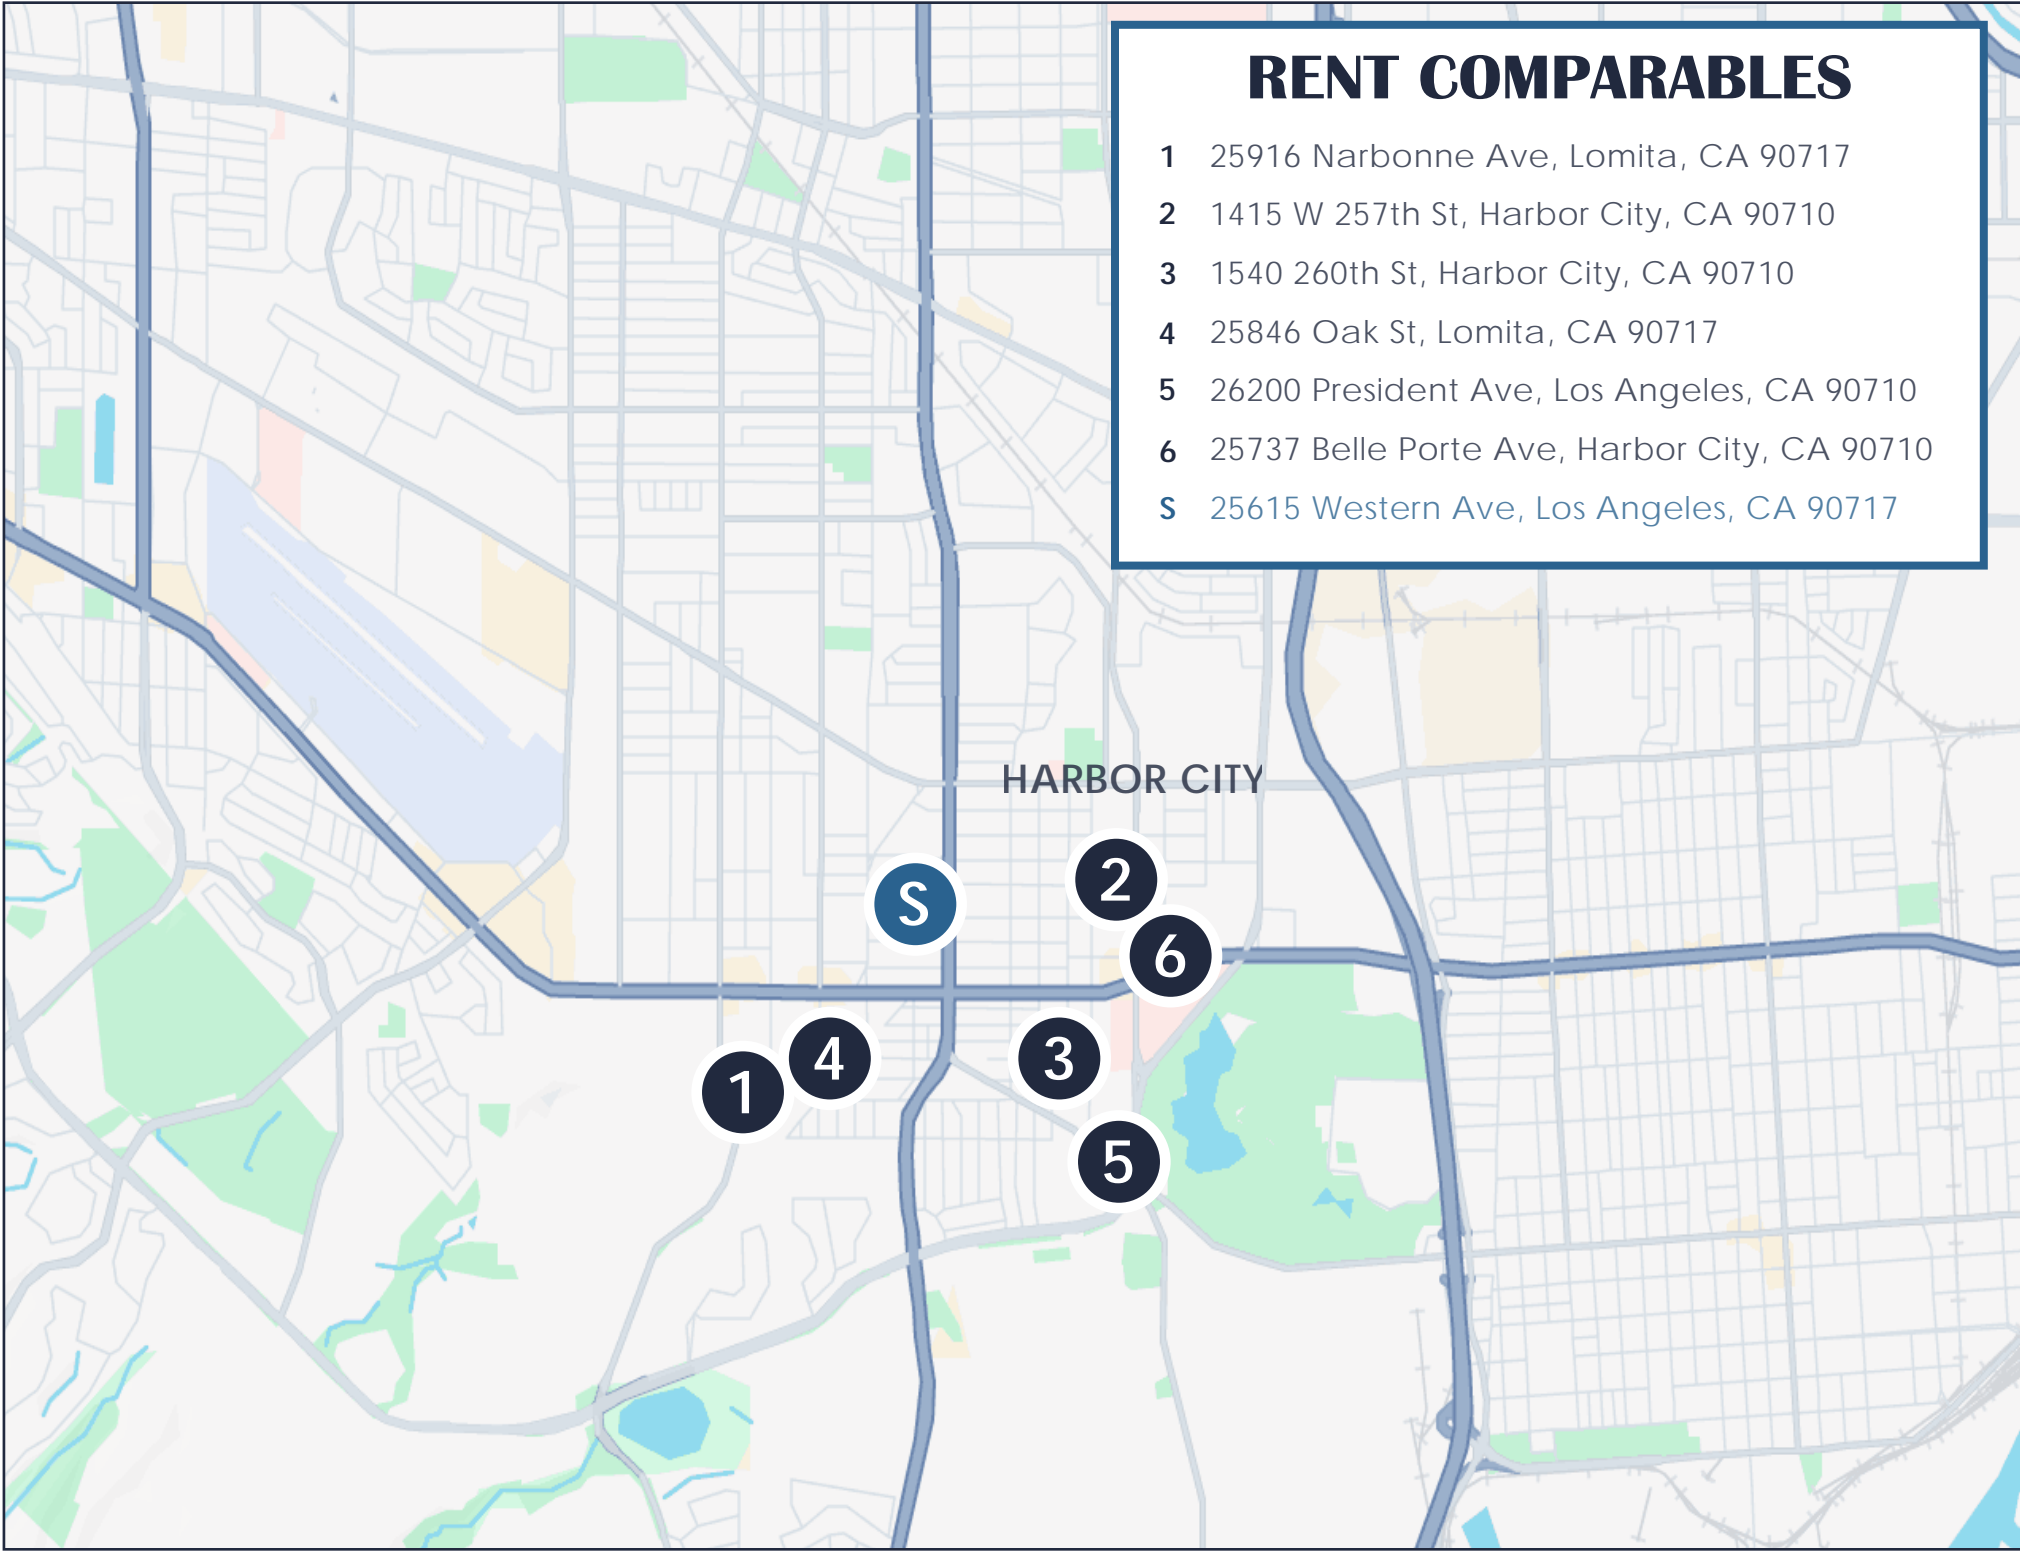 RENT COMPARABLES
1 25916 Narbonne Ave, Lomita, CA 90717
2 1415 W 257th St, Harbor City, CA 90710
3 1540 260th St, Harbor City, CA 90710
4 25846 Oak St, Lomita, CA 90717
5 26200 President Ave, Los Angeles, CA 90710
6 25737 Belle Porte Ave, Harbor City, CA 90710
S 25615 Western Ave, Los Angeles, CA 90717
HARBOR CITY
2
S
6
4
3
1
5